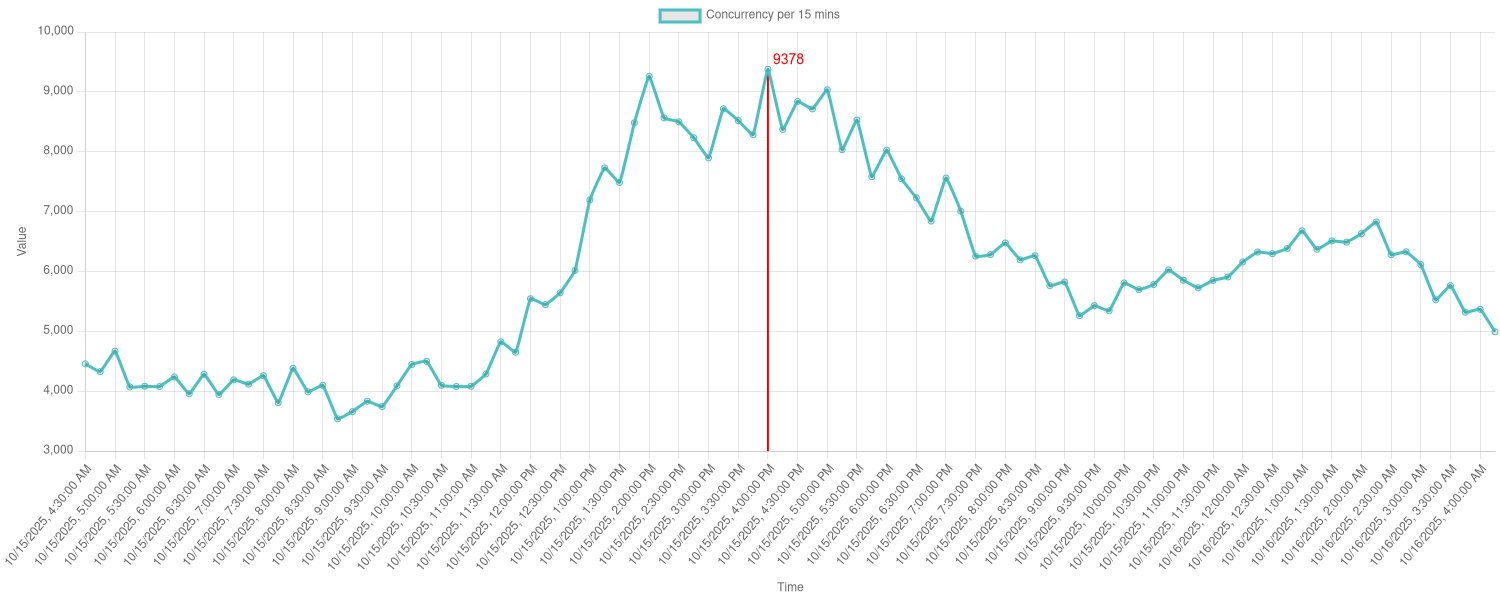 Concurrency per 15 mins
10,000
9,000
8,000
7,000
6,000
5,000
4,000
3,000
Value
9378
10/15/2025, 4:30:00 AM
10/15/2025, 5:00:00 AM
10/15/2025, 5:30:00 AM
10/15/2025, 6:00:00 AM
10/15/2025, 6:30:00 AM
10/15/2025, 7:00:00 AM
10/15/2025, 7:30:00 AM
10/15/2025, 8:00:00 AM
10/15/2025, 8:30:00 AM
10/15/2025, 9:00:00 AM
10/15/2025, 9:30:00 AM
10/15/2025, 10:00:00 AM
10/15/2025, 10:30:00 AM
10/15/2025, 11:00:00 AM
10/15/2025, 11:30:00 AM
10/15/2025, 12:00:00 PM
10/15/2025, 12:30:00 PM
10/15/2025, 1:00:00 PM
10/15/2025, 1:30:00 PM
10/15/2025, 2:00:00 PM
10/15/2025, 2:30:00 PM
10/15/2025, 3:00:00 PM
10/15/2025, 3:30:00 PM
10/15/2025, 4:00:00 PM
10/15/2025, 4:30:00 PM
10/15/2025, 5:00:00 PM
10/15/2025, 5:30:00 PM
10/15/2025, 6:00:00 PM
10/15/2025, 6:30:00 PM
10/15/2025, 7:00:00 PM
10/15/2025, 7:30:00 PM
10/15/2025, 8:00:00 PM
10/15/2025, 8:30:00 PM
10/15/2025, 9:00:00 PM
10/15/2025, 9:30:00 PM
10/15/2025, 10:00:00 PM
10/15/2025, 10:30:00 PM
10/15/2025, 11:00:00 PM
10/15/2025, 11:30:00 PM
10/16/2025, 12:00:00 AM
10/16/2025, 12:30:00 AM
10/16/2025, 1:00:00 AM
10/16/2025, 1:30:00 AM
10/16/2025, 2:00:00 AM
10/16/2025, 2:30:00 AM
10/16/2025, 3:00:00 AM
10/16/2025, 3:30:00 AM
10/16/2025, 4:00:00 AM
Time